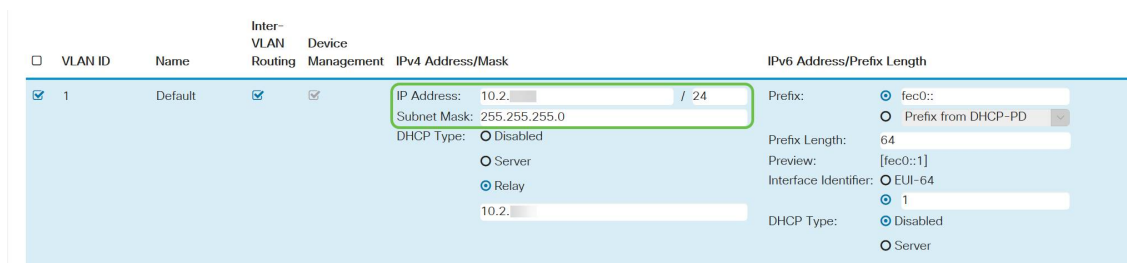 VLAN ID Name Inter-VLAN Routing Device Management IPv4 Address/Mask IPv6 Address/Prefix Length
1 Default IP Address: 10.2. / 24 Prefix: fec0::
Subnet Mask: 255.255.255.0 Prefix from DHCP-PD
DHCP Type: Disabled Prefix Length: 64
Server Preview: [fec0::1]
Relay Interface Identifier: EUI-64
1
10.2. DHCP Type: Disabled
Server